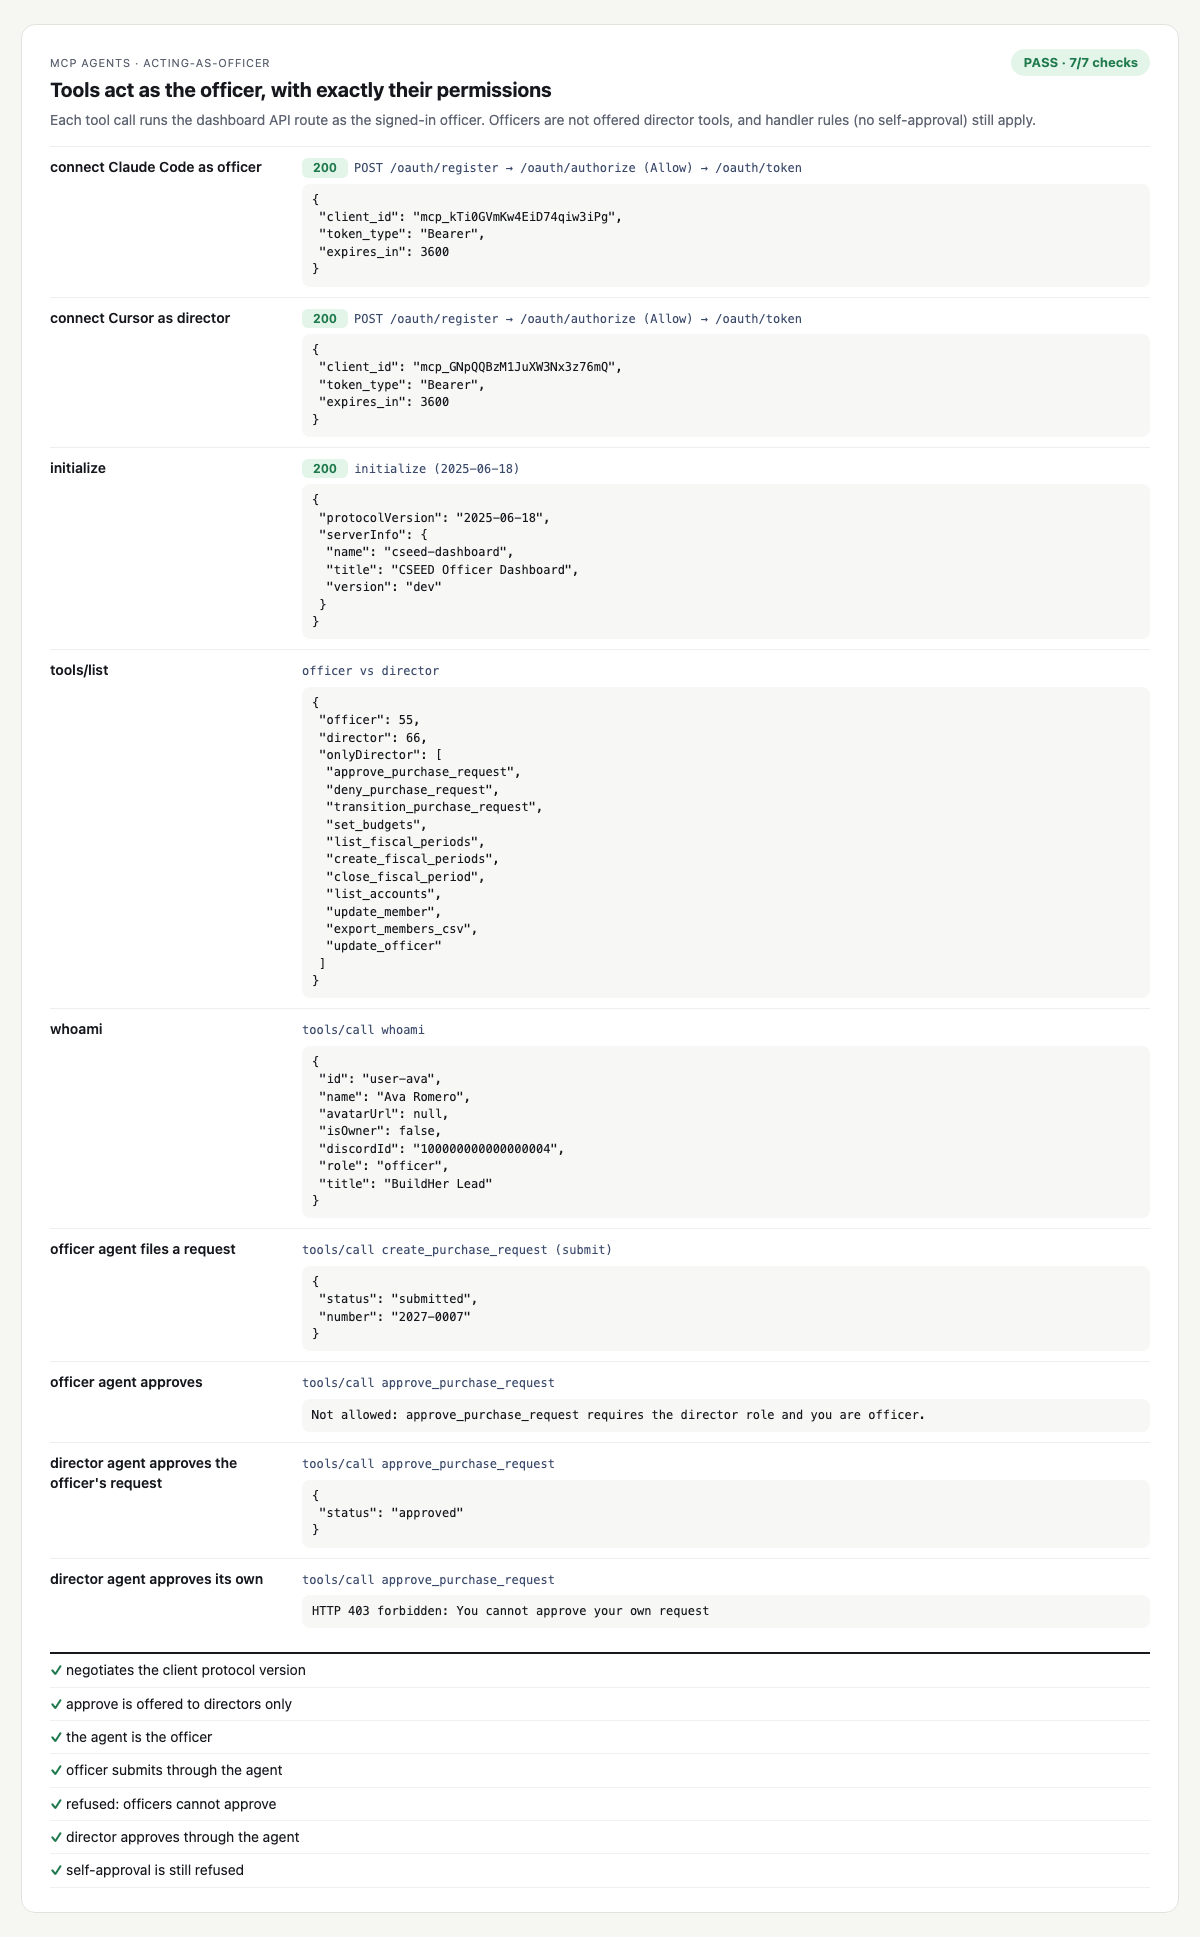 MCP AGENTS · ACTING-AS-OFFICER
PASS · 7/7 checks
Tools act as the officer, with exactly their permissions
Each tool call runs the dashboard API route as the signed-in officer. Officers are not offered director tools, and handler rules (no self-approval) still apply.
connect Claude Code as officer
200 POST /oauth/register → /oauth/authorize (Allow) → /oauth/token
{
"client_id": "mcp_kTi0GVmKw4EiD74qiw3iPg",
"token_type": "Bearer",
"expires_in": 3600
}
connect Cursor as director
200 POST /oauth/register → /oauth/authorize (Allow) → /oauth/token
{
"client_id": "mcp_GNpQQBzM1JuXW3Nx3z76mQ",
"token_type": "Bearer",
"expires_in": 3600
}
initialize
200 initialize (2025-06-18)
{
"protocolVersion": "2025-06-18",
"serverInfo": {
"name": "cseed-dashboard",
"title": "CSEED Officer Dashboard",
"version": "dev"
}
}
tools/list
officer vs director
{
"officer": 55,
"director": 66,
"onlyDirector": [
"approve_purchase_request",
"deny_purchase_request",
"transition_purchase_request",
"set_budgets",
"list_fiscal_periods",
"create_fiscal_periods",
"close_fiscal_period",
"list_accounts",
"update_member",
"export_members_csv",
"update_officer"
]
}
whoami
tools/call whoami
{
"id": "user-ava",
"name": "Ava Romero",
"avatarUrl": null,
"isOwner": false,
"discordId": "100000000000000004",
"role": "officer",
"title": "BuildHer Lead"
}
officer agent files a request
tools/call create_purchase_request (submit)
{
"status": "submitted",
"number": "2027-0007"
}
officer agent approves
tools/call approve_purchase_request
Not allowed: approve_purchase_request requires the director role and you are officer.
director agent approves the
officer's request
tools/call approve_purchase_request
{
"status": "approved"
}
director agent approves its own
tools/call approve_purchase_request
HTTP 403 forbidden: You cannot approve your own request
✓ negotiates the client protocol version
✓ approve is offered to directors only
✓ the agent is the officer
✓ officer submits through the agent
✓ refused: officers cannot approve
✓ director approves through the agent
✓ self-approval is still refused